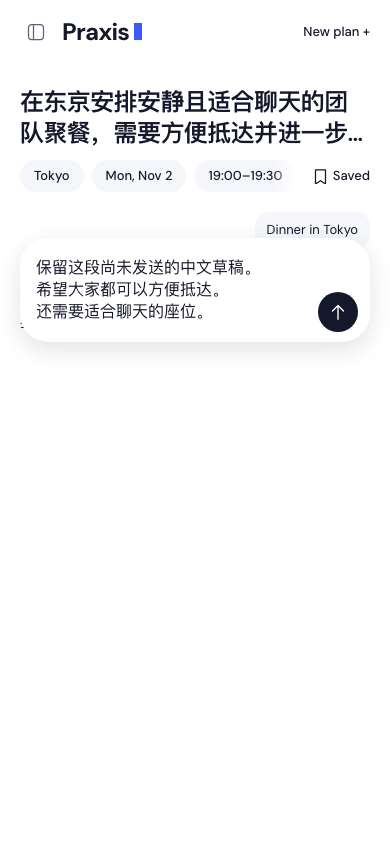 Praxis
New plan +
在东京安排安静且适合聊天的团
队聚餐，需要方便抵达并进一步...
Tokyo
Mon, Nov 2
19:00–19:30
Saved
Dinner in Tokyo
保留这段尚未发送的中文草稿。
希望大家都可以方便抵达。
还需要适合聊天的座位。